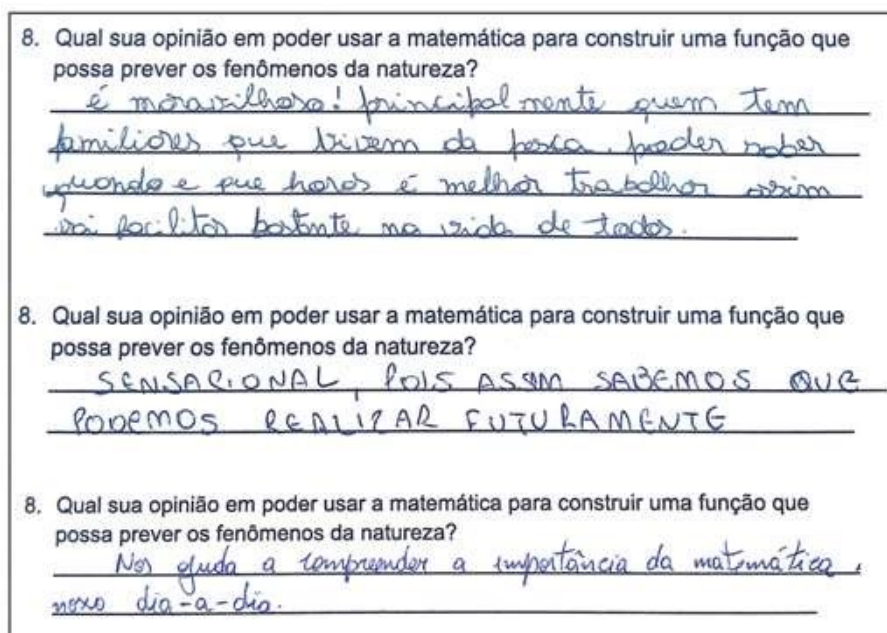 8. Qual sua opinião em poder usar a matemática para construir uma função que
possa prever os fenômenos da natureza?
é maravilhoso! principalmente quem tem
familiares que vivem da pesca. poder saber
quando e que horas é melhor trabalhar assim
vai facilitar bastante na vida de todos.
8. Qual sua opinião em poder usar a matemática para construir uma função que
possa prever os fenômenos da natureza?
SENSACIONAL, POIS ASSIM SABEMOS QUE
PODEMOS REALIZAR FUTURAMENTE
8. Qual sua opinião em poder usar a matemática para construir uma função que
possa prever os fenômenos da natureza?
Nos ajuda a compreender a importância da matemática,
nosso dia-a-dia.